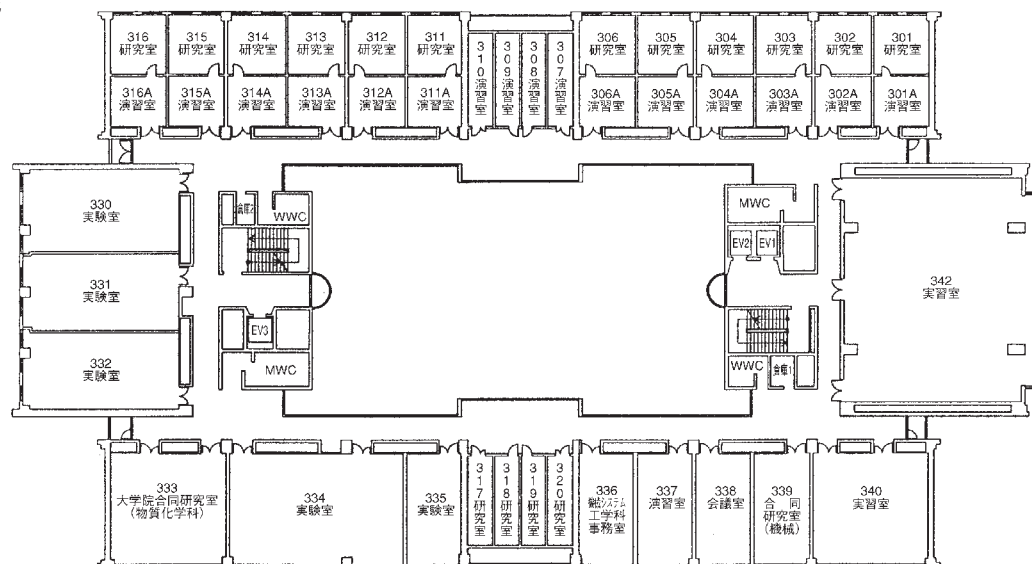 316
研究室
315
研究室
314
研究室
313
研究室
312
研究室
311
研究室
310演習室
309演習室
308演習室
307演習室
306
研究室
305
研究室
304
研究室
303
研究室
302
研究室
301
研究室
316A
演習室
315A
演習室
314A
演習室
313A
演習室
312A
演習室
311A
演習室
306A
演習室
305A
演習室
304A
演習室
303A
演習室
302A
演習室
301A
演習室
330
実験室
倉庫2
WWC
MWC
EV2
EV1
331
実験室
342
実習室
EV3
332
実験室
MWC
WWC
倉庫1
333
大学院合同研究室
(物質化学科)
334
実験室
335
実験室
317研究室
318研究室
319研究室
320研究室
336
システム
工学科
事務室
337
演習室
338
会議室
339
合同
研究室
(機械)
340
実習室